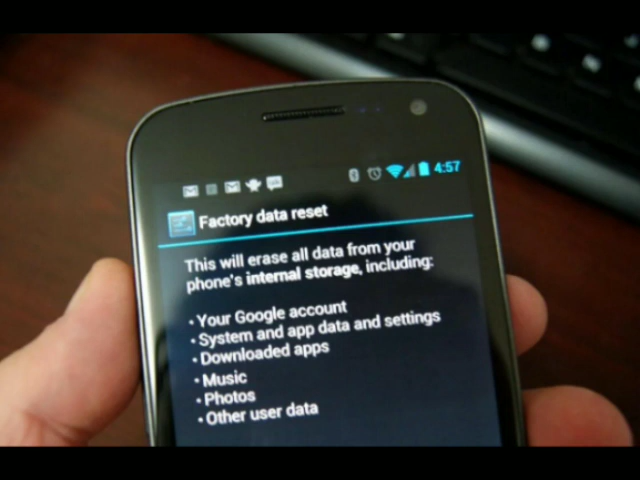 4:57
Factory data reset
This will erase all data from your
phone's internal storage, including:
• Your Google account
• System and app data and settings
• Downloaded apps
• Music
• Photos
• Other user data